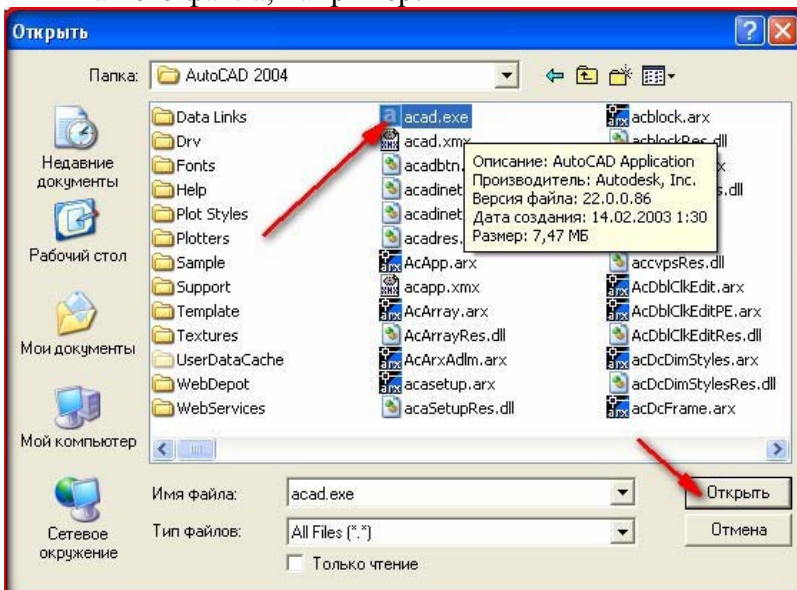 Открыть
Папка:
AutoCAD 2004
Недавние документы
Рабочий стол
Мои документы
Мой компьютер
Сетевое окружение
Data Links
Drv
Fonts
Help
Plot Styles
Plotters
Sample
Support
Template
Textures
UserDataCache
WebDepot
WebServices
acad.exe
acad.xmx
acadbtn.
acadinet
acadinet
acadres.
AcApp.arx
acapp.xmx
AcArray.arx
AcArrayRes.dll
AcArxAdlm.arx
acasetup.arx
acaSetupRes.dll
acblock.arx
acblockRes.dll
accvpsRes.dll
AcDblClkEdit.arx
AcDblClkEditPE.arx
AcDblClkEditRes.dll
acDcDimStyles.arx
acDcDimStylesRes.dll
acDcFrame.arx
Описание: AutoCAD Application
Производитель: Autodesk, Inc.
Версия файла: 22.0.0.86
Дата создания: 14.02.2003 1:30
Размер: 7,47 МБ
Имя файла:
acad.exe
Открыть
Тип файлов:
All Files (*.*)
Отмена
Только чтение